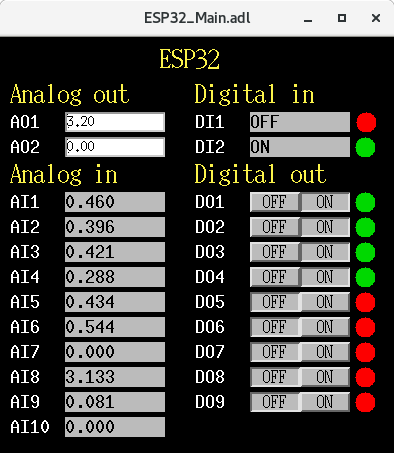 ESP32_Main.adl
ESP32
Analog out Digital in
AO1 3.20 DI1 OFF
AO2 0.00 DI2 ON
Analog in Digital out
AI1 0.460 DO1 OFF ON
AI2 0.396 DO2 OFF ON
AI3 0.421 DO3 OFF ON
AI4 0.288 DO4 OFF ON
AI5 0.434 DO5 OFF ON
AI6 0.544 DO6 OFF ON
AI7 0.000 DO7 OFF ON
AI8 3.133 DO8 OFF ON
AI9 0.081 DO9 OFF ON
AI10 0.000